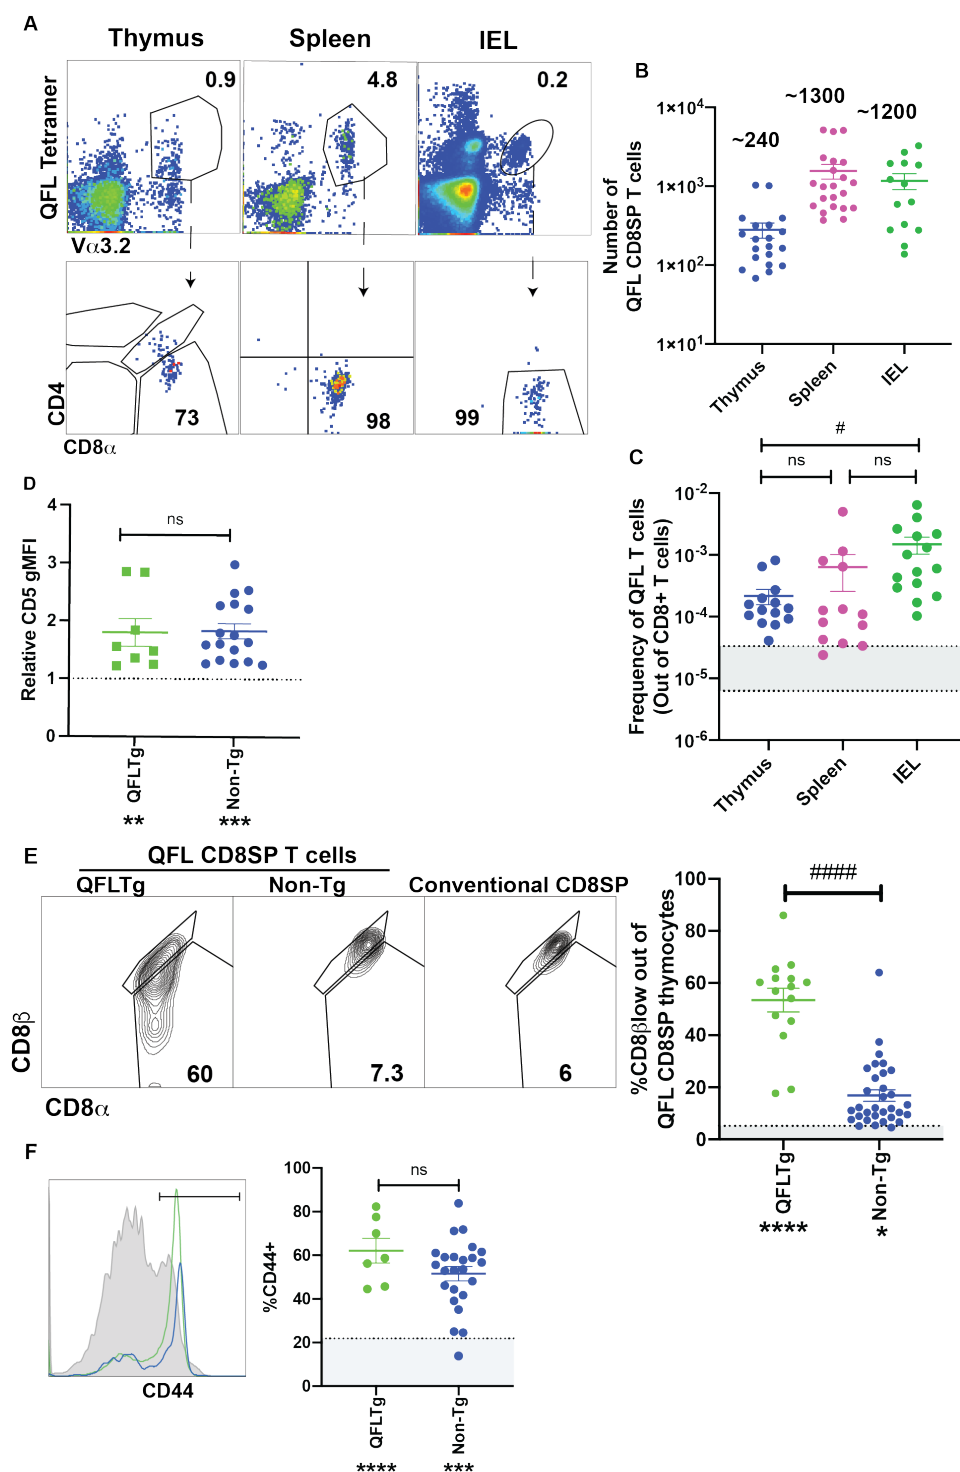 A
Thymus
Spleen
IEL
QFL Tetramer
0.9
4.8
0.2
Vα3.2
CD4
73
98
99
CD8α
B
Number of
QFL CD8SP T cells
1×10⁴
1×10³
1×10²
1×10¹
~240
~1300
~1200
Thymus
Spleen
IEL
C
#
ns
ns
Frequency of QFL T cells
(Out of CD8+ T cells)
10⁻²
10⁻³
10⁻⁴
10⁻⁵
10⁻⁶
Thymus
Spleen
IEL
D
Relative CD5 gMFI
4
3
2
1
0
ns
QFLTg
Non-Tg
**
***
E
QFL CD8SP T cells
QFLTg
Non-Tg
Conventional CD8SP
CD8β
60
7.3
6
CD8α
%CD8βlow out of
QFL CD8SP thymocytes
100
80
60
40
20
0
####
QFLTg
Non-Tg
****
*
F
CD44
%CD44+
100
80
60
40
20
0
ns
QFLTg
Non-Tg
****
***